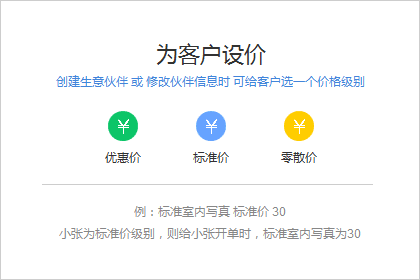 为客户设价
创建生意伙伴 或 修改伙伴信息时 可给客户选一个价格级别
¥ ¥ ¥
优惠价 标准价 零散价
例：标准室内写真 标准价 30
小张为标准价级别，则给小张开单时，标准室内写真为30